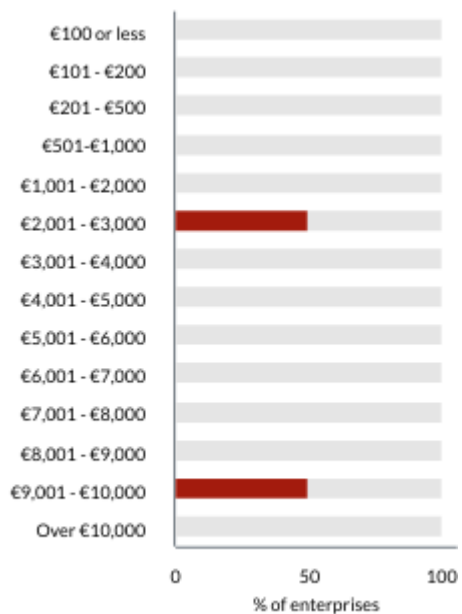 €100 or less
€101 - €200
€201 - €500
€501-€1,000
€1,001 - €2,000
€2,001 - €3,000
€3,001 - €4,000
€4,001 - €5,000
€5,001 - €6,000
€6,001 - €7,000
€7,001 - €8,000
€8,001 - €9,000
€9,001 - €10,000
Over €10,000
0 50 100
% of enterprises